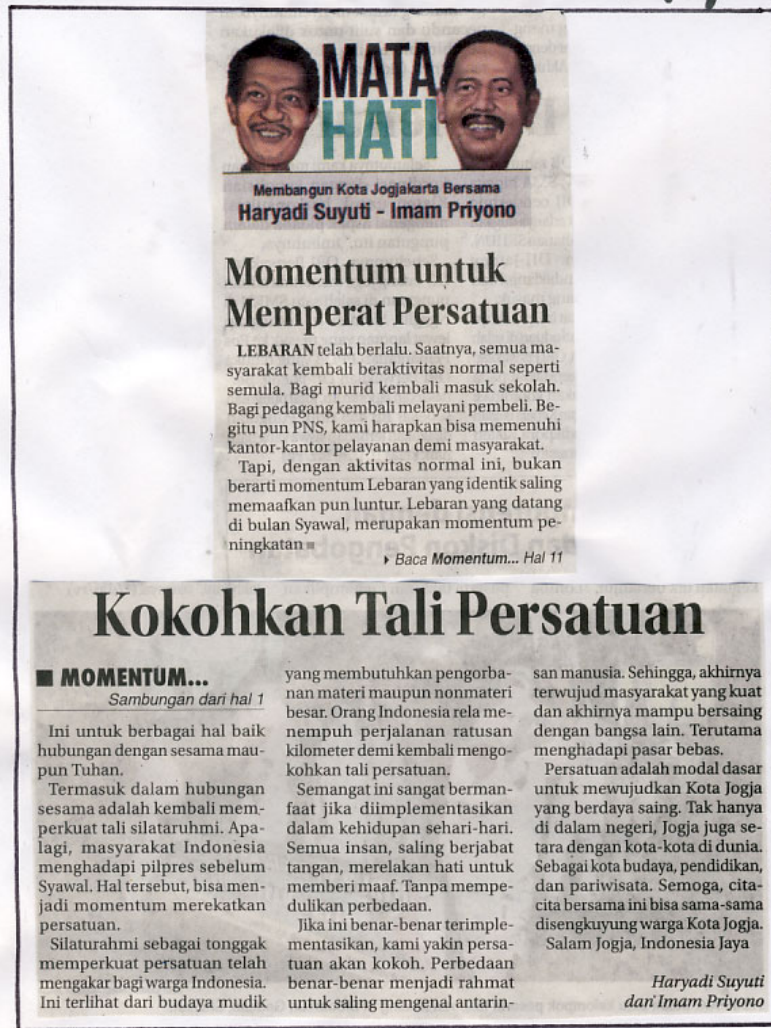 MATA
HATI
Membangun Kota Jogjakarta Bersama
Haryadi Suyuti - Imam Priyono
Momentum untuk
Memperat Persatuan
LEBARAN telah berlalu. Saatnya, semua ma-
syarakat kembali beraktivitas normal seperti
semula. Bagi murid kembali masuk sekolah.
Bagi pedagang kembali melayani pembeli. Be-
gitu pun PNS, kami harapkan bisa memenuhi
kantor-kantor pelayanan demi masyarakat.
Tapi, dengan aktivitas normal ini, bukan
berarti momentum Lebaran yang identik saling
memaafkan pun luntur. Lebaran yang datang
di bulan Syawal, merupakan momentum pe-
ningkatan
Baca Momentum... Hal 11
Kokohkan Tali Persatuan
MOMENTUM...
Sambungan dari hal 1
Ini untuk berbagai hal baik
hubungan dengan sesama mau-
pun Tuhan.
Termasuk dalam hubungan
sesama adalah kembali mem-
perkuat tali silataruhmi. Apa-
lagi, masyarakat Indonesia
menghadapi pilpres sebelum
Syawal. Hal tersebut, bisa men-
jadi momentum merekatkan
persatuan.
Silaturahmi sebagai tonggak
memperkuat persatuan telah
mengakar bagi warga Indonesia.
Ini terlihat dari budaya mudik
yang membutuhkan pengorba-
nan materi maupun nonmateri
besar. Orang Indonesia rela me-
nempuh perjalanan ratusan
kilometer demi kembali mengo-
kohkan tali persatuan.
Semangat ini sangat berman-
faat jika diimplementasikan
dalam kehidupan sehari-hari.
Semua insan, saling berjabat
tangan, merelakan hati untuk
memberi maaf. Tanpa mempe-
dulikan perbedaan.
Jika ini benar-benar terimple-
mentasikan, kami yakin persa-
tuan akan kokoh. Perbedaan
benar-benar menjadi rahmat
untuk saling mengenal antarin-
san manusia. Sehingga, akhirnya
terwujud masyarakat yang kuat
dan akhirnya mampu bersaing
dengan bangsa lain. Terutama
menghadapi pasar bebas.
Persatuan adalah modal dasar
untuk mewujudkan Kota Jogja
yang berdaya saing. Tak hanya
di dalam negeri, Jogja juga se-
tara dengan kota-kota di dunia.
Sebagai kota budaya, pendidikan,
dan pariwisata. Semoga, cita-
cita bersama ini bisa sama-sama
disengkuyung warga Kota Jogja.
Salam Jogja, Indonesia Jaya
Haryadi Suyuti
dan Imam Priyono